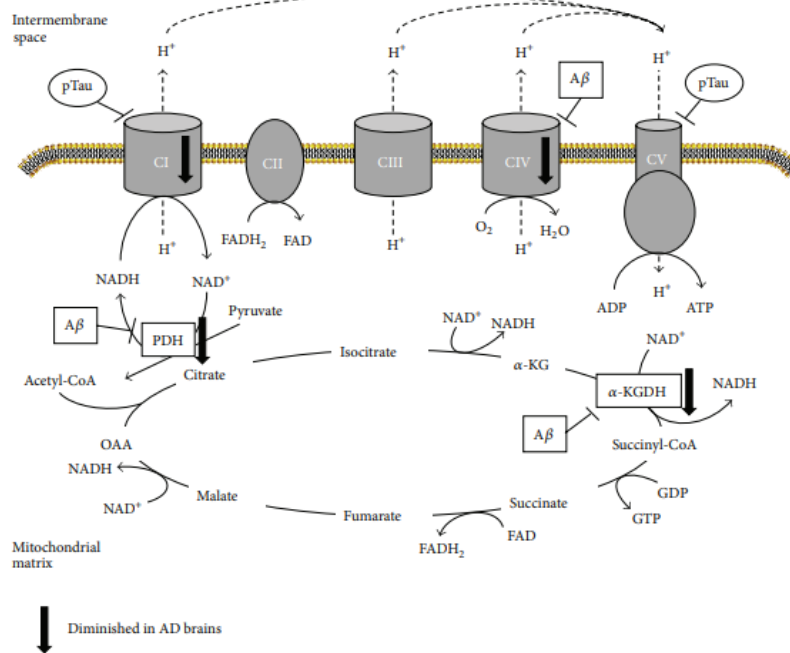 Intermembrane
space
H⁺
H⁺
H⁺
H⁺
pTau
Aβ
pTau
CI
CII
CIII
CIV
CV
H⁺
FADH₂
FAD
H⁺
O₂
H₂O
H⁺
NADH
NAD⁺
ADP
H⁺
ATP
Aβ
PDH
Pyruvate
Acetyl-CoA
Citrate
Isocitrate
NAD⁺
NADH
α-KG
NAD⁺
α-KGDH
NADH
Aβ
OAA
Succinyl-CoA
NADH
NAD⁺
Malate
Fumarate
Succinate
GDP
GTP
FADH₂
FAD
Mitochondrial
matrix
Diminished in AD brains